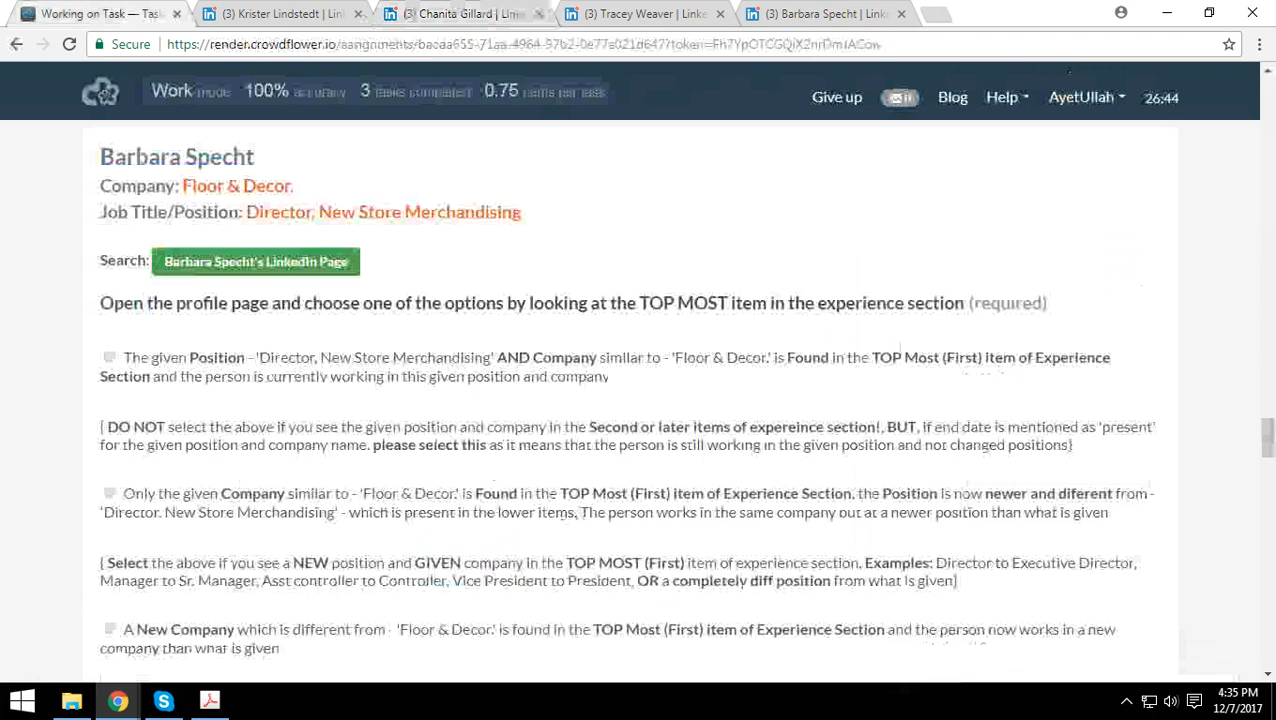 Working on Task — Task
(3) Krister Lindstedt | Lin
(3) Chanita Gillard | Lin
(3) Tracey Weaver | Linke
(3) Barbara Specht | Link
Secure
Work mode 100% accuracy 3 tasks completed 0.75 cents per task
Give up
Blog
Help
AyetUllah
26:44
Barbara Specht
Company: Floor & Decor.
Job Title/Position: Director, New Store Merchandising
Search: Barbara Specht's LinkedIn Page
Open the profile page and choose one of the options by looking at the TOP MOST item in the experience section (required)
The given Position - 'Director, New Store Merchandising' AND Company similar to - 'Floor & Decor.' is Found in the TOP Most (First) item of Experience
Section and the person is currently working in this given position and company
{ DO NOT select the above if you see the given position and company in the Second or later items of expereince section!, BUT, if end date is mentioned as 'present'
for the given position and company name. please select this as it means that the person is still working in the given position and not changed positions}
Only the given Company similar to - 'Floor & Decor.' is Found in the TOP Most (First) item of Experience Section, the Position is now newer and diferent from -
'Director. New Store Merchandising' - which is present in the lower items, The person works in the same company but at a newer position than what is given
{ Select the above if you see a NEW position and GIVEN company in the TOP MOST (First) item of experience section, Examples: Director to Executive Director,
Manager to Sr. Manager, Asst controller to Controller, Vice President to President, OR a completely diff position from what is given}
A New Company which is different from - 'Floor & Decor.' is found in the TOP Most (First) item of Experience Section and the person now works in a new
company than what is given
4:35 PM
12/7/2017